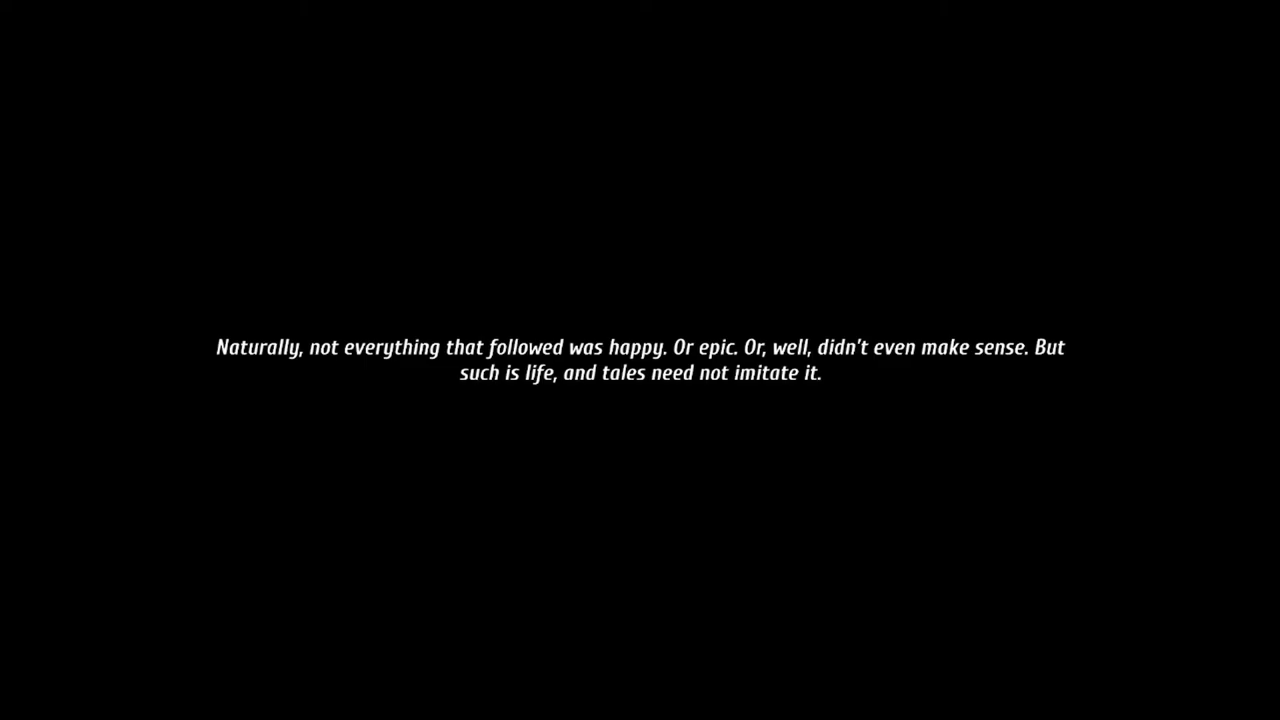 Naturally, not everything that followed was happy. Or epic. Or, well, didn't even make sense. But
such is life, and tales need not imitate it.